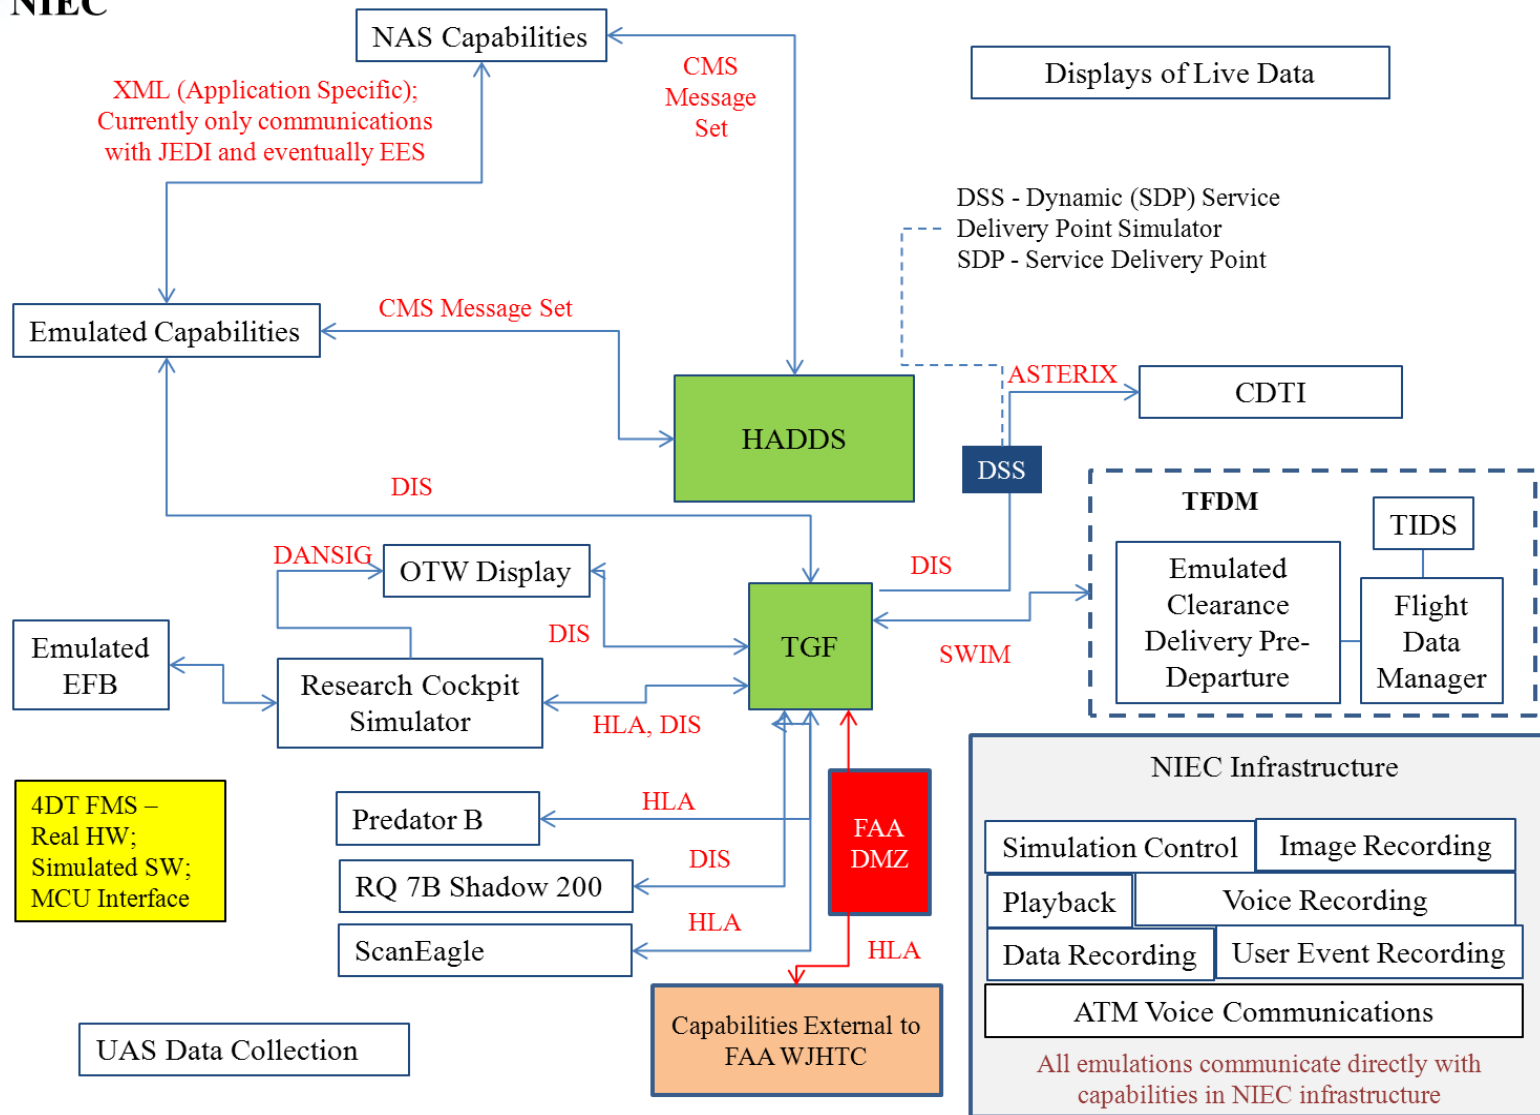 NIEC
NAS Capabilities
CMS
Message
Set
Displays of Live Data
XML (Application Specific);
Currently only communications
with JEDI and eventually EES
DSS - Dynamic (SDP) Service
Delivery Point Simulator
SDP - Service Delivery Point
Emulated Capabilities
CMS Message Set
HADDS
ASTERIX
CDTI
DSS
DIS
TFDM
TIDS
Emulated
Clearance
Delivery Pre-
Departure
Flight
Data
Manager
DANSIG
OTW Display
DIS
DIS
TGF
SWIM
Emulated
EFB
Research Cockpit
Simulator
HLA, DIS
4DT FMS –
Real HW;
Simulated SW;
MCU Interface
Predator B
HLA
RQ 7B Shadow 200
DIS
ScanEagle
HLA
FAA
DMZ
HLA
Capabilities External to
FAA WJHTC
UAS Data Collection
NIEC Infrastructure
Simulation Control
Image Recording
Playback
Voice Recording
Data Recording
User Event Recording
ATM Voice Communications
All emulations communicate directly with
capabilities in NIEC infrastructure